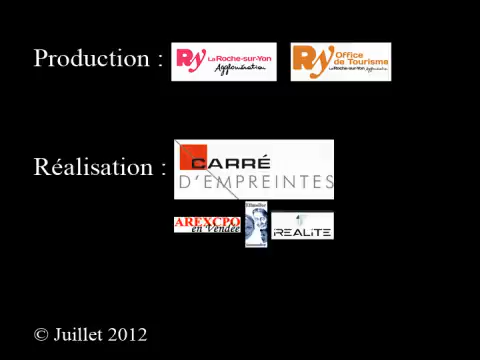 Production :
Ry La Roche-sur-Yon
Agglomération
Ry Office
de Tourisme
La Roche-sur-Yon Agglomération
Réalisation :
CARRÉ
D'EMPREINTES
AREXCPO
en Vendée
REALITE
© Juillet 2012